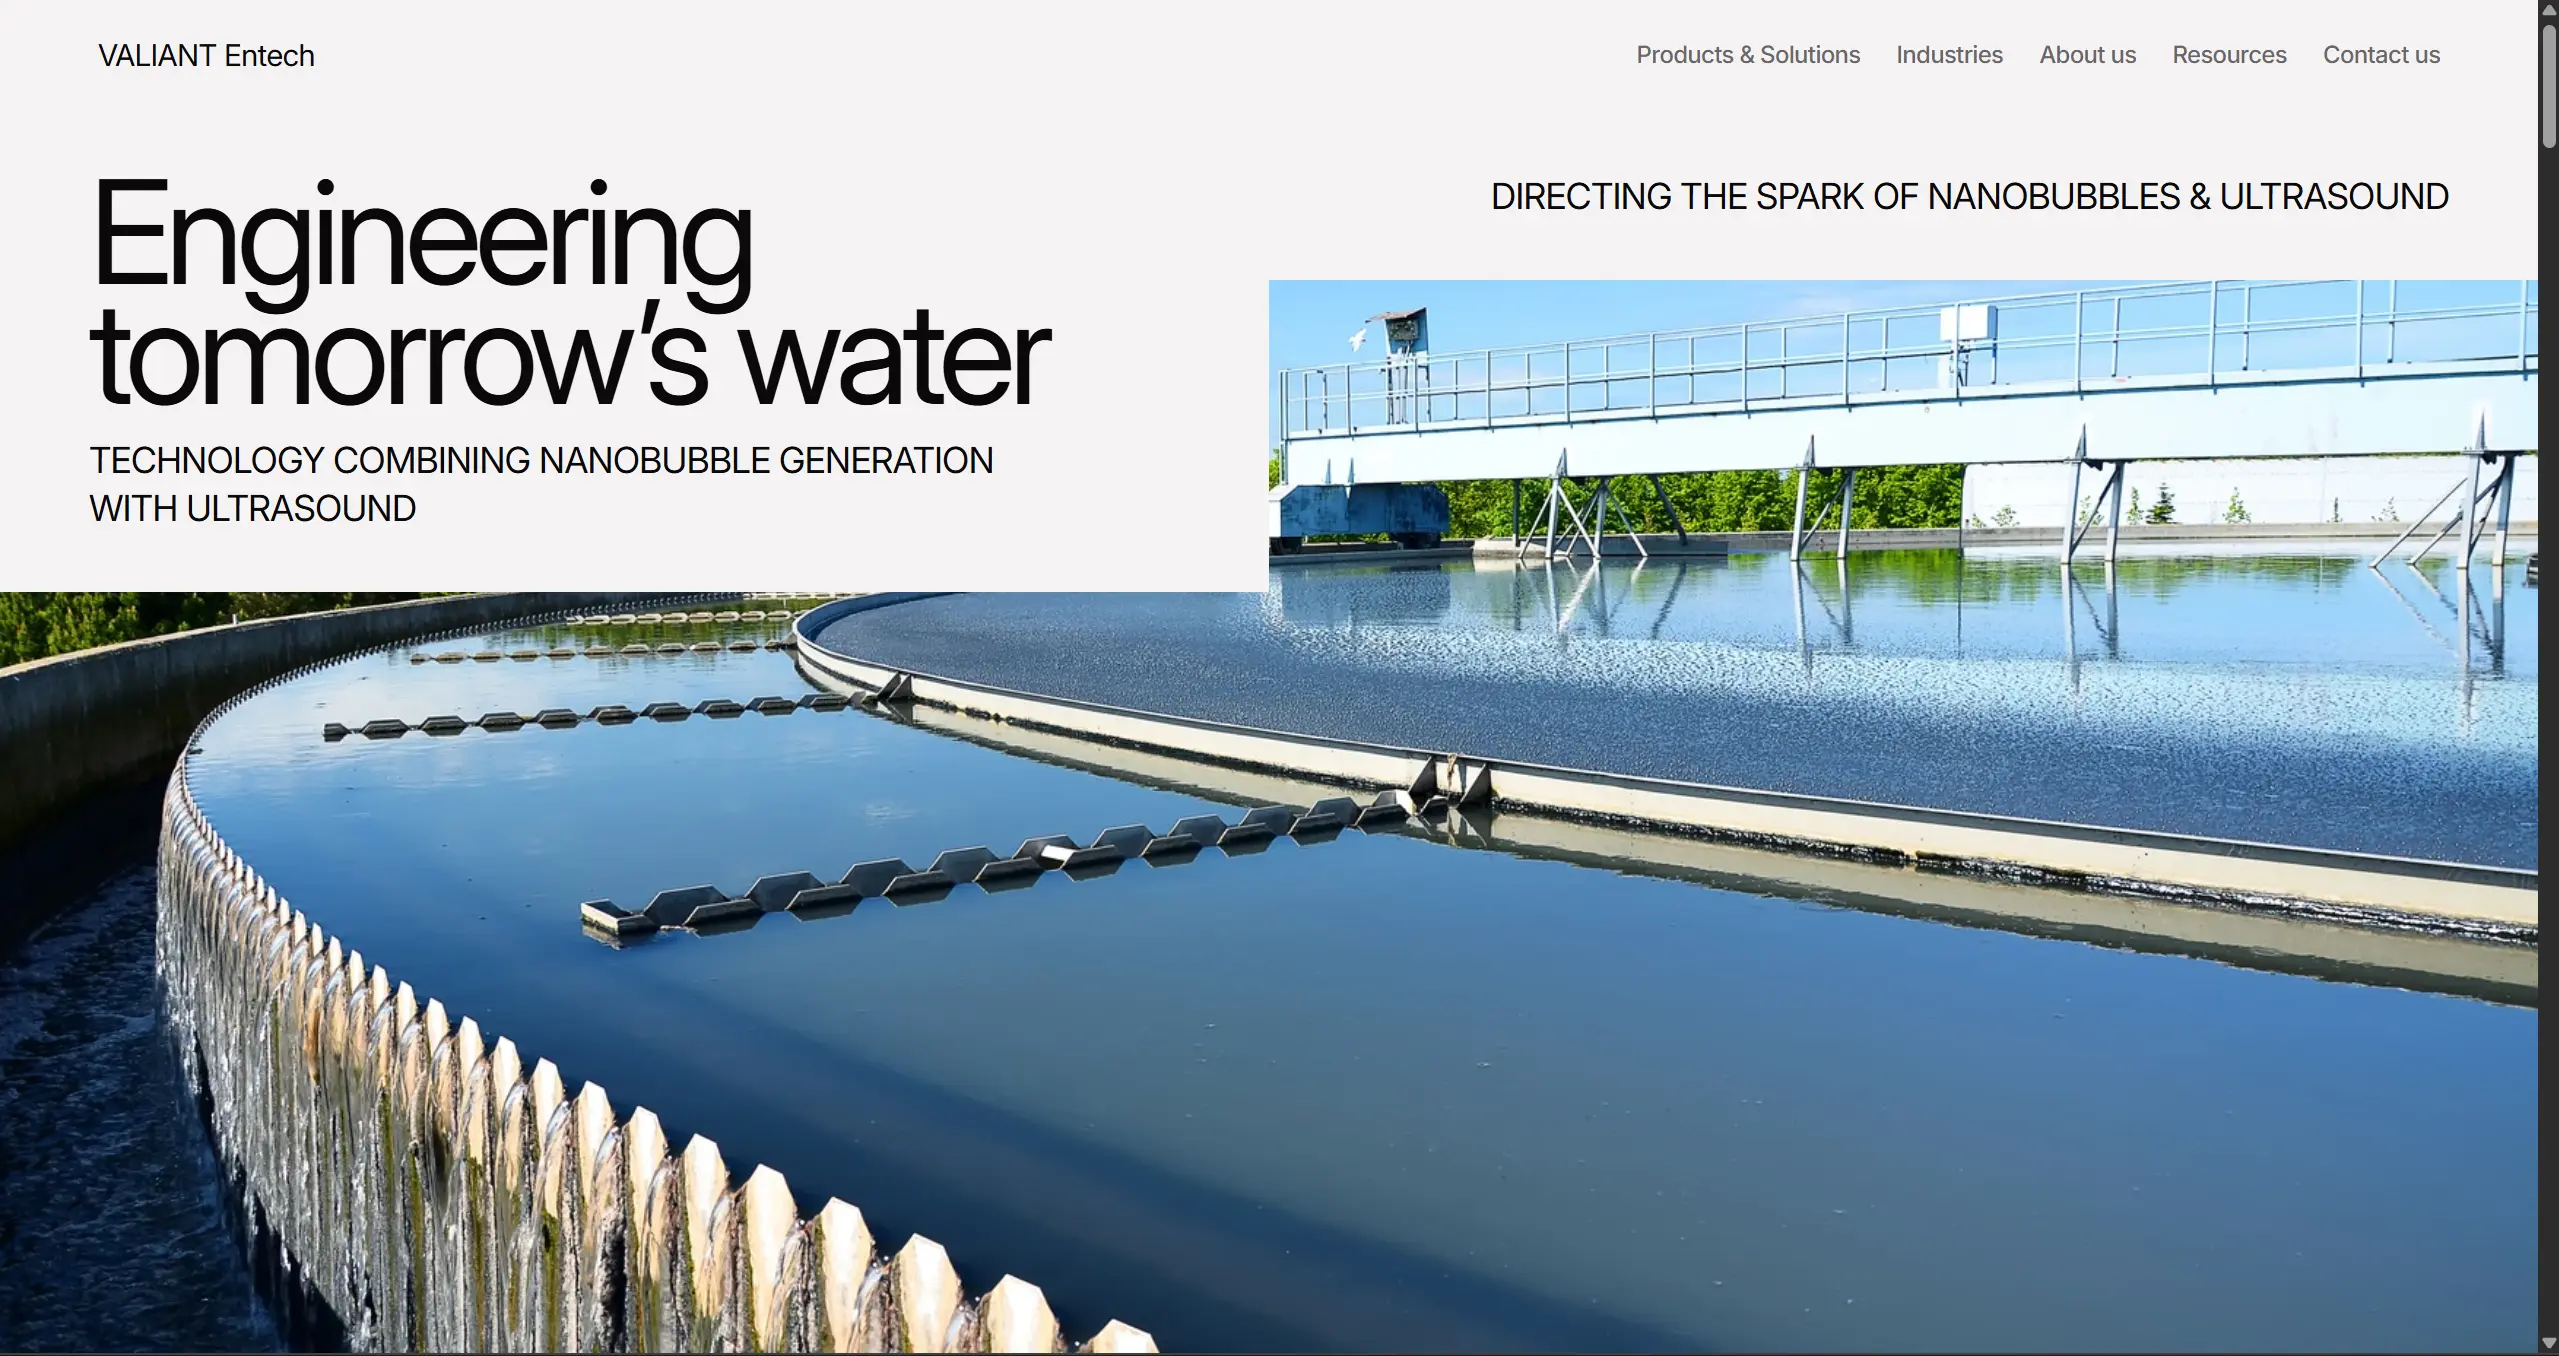 VALIANT Entech
Products & Solutions Industries About us Resources Contact us
Engineering
tomorrow’s water
DIRECTING THE SPARK OF NANOBUBBLES & ULTRASOUND
TECHNOLOGY COMBINING NANOBUBBLE GENERATION
WITH ULTRASOUND